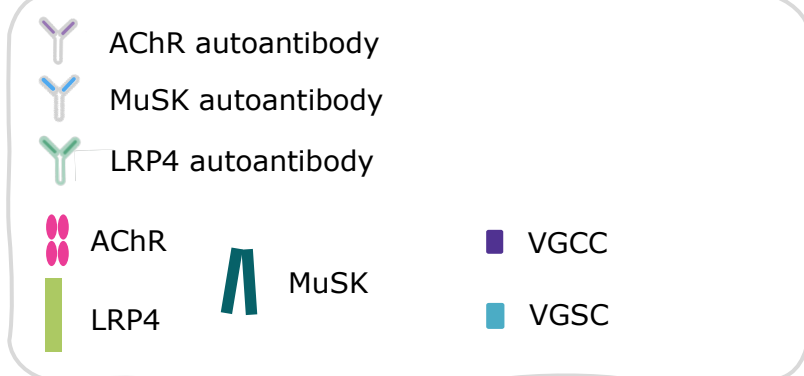 AChR autoantibody
MuSK autoantibody
LRP4 autoantibody
AChR
VGCC
MuSK
LRP4
VGSC